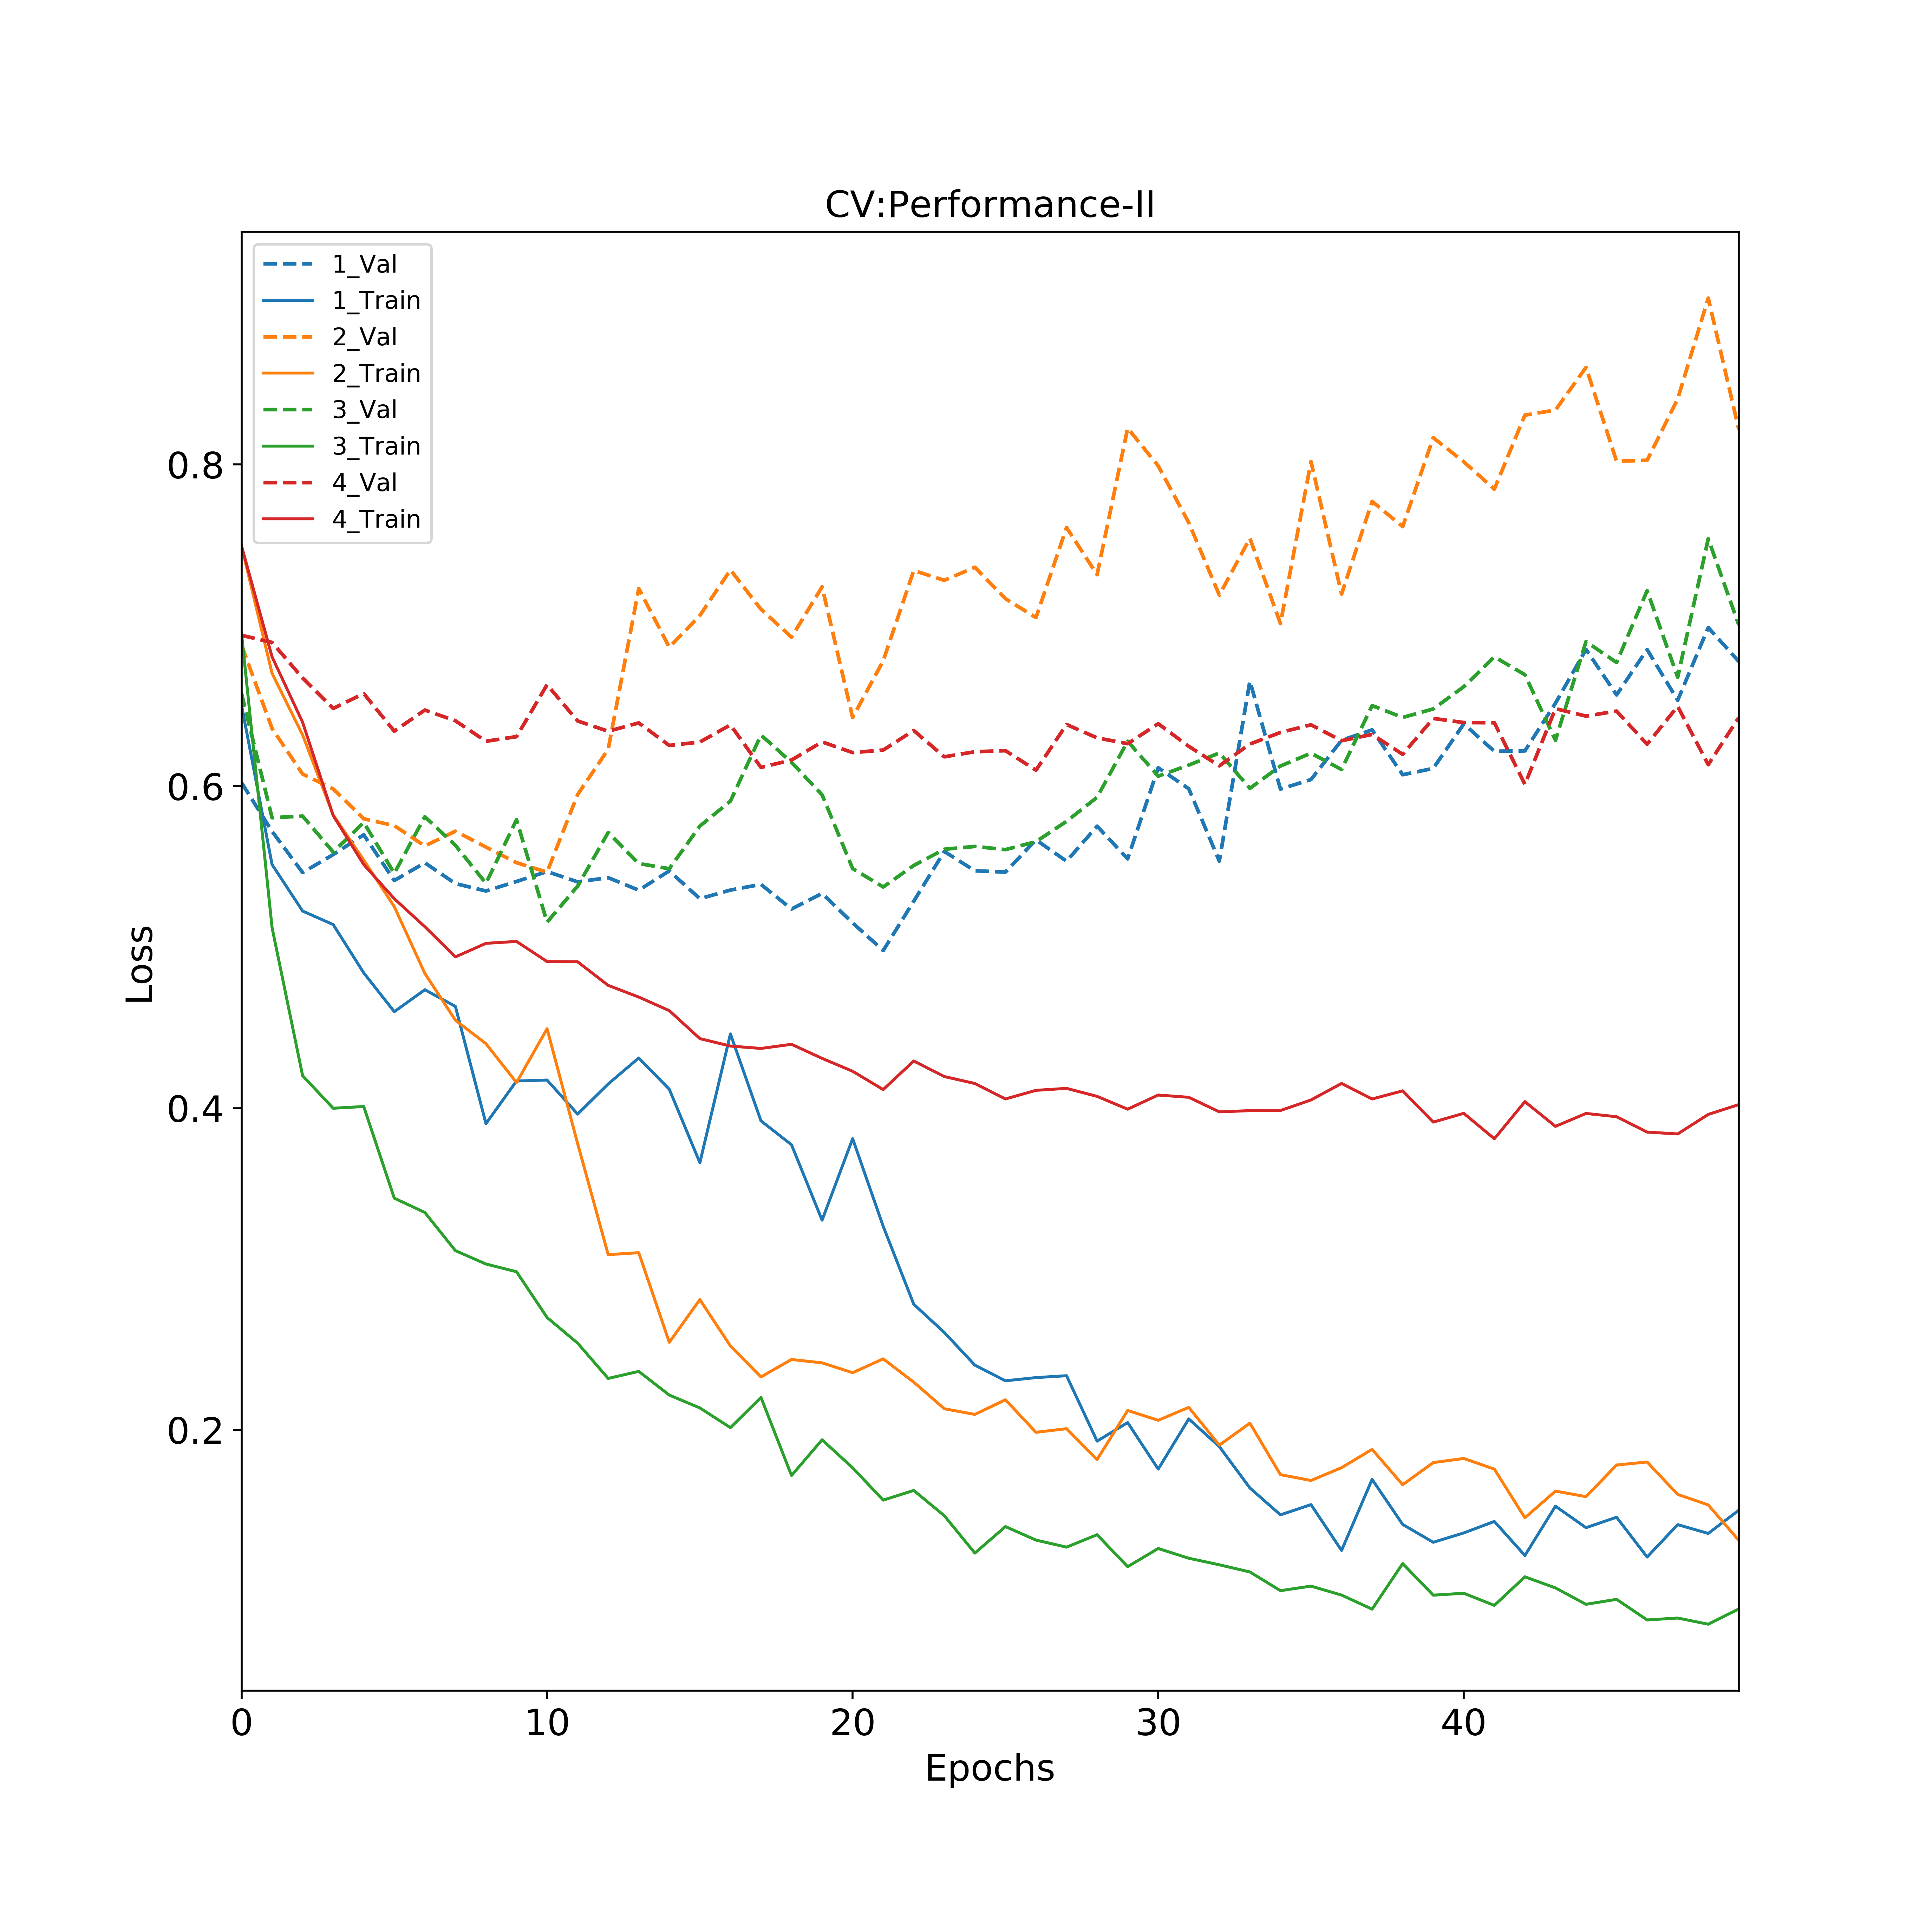 CV:Performance-II
1_Val
1_Train
2_Val
2_Train
3_Val
3_Train
4_Val
4_Train
0.8
0.6
0.4
0.2
Loss
0 10 20 30 40
Epochs